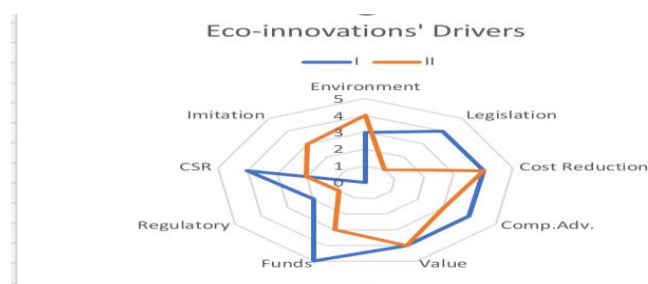 Eco-innovations' Drivers
I II
Environment
5
Imitation 4 Legislation
3
2
CSR 1 Cost Reduction
0
Regulatory Comp.Adv.
Funds Value